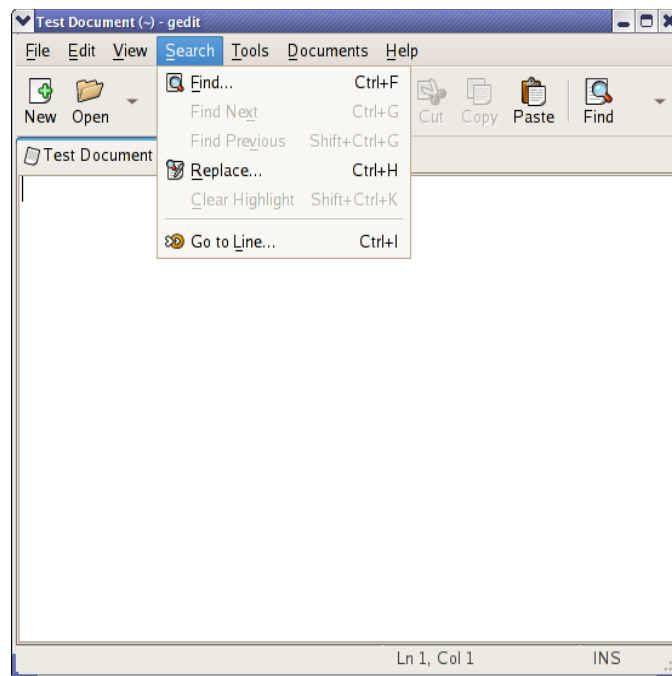 Test Document (~) - gedit
File Edit View Search Tools Documents Help
Find... Ctrl+F
Find Next Ctrl+G
Find Previous Shift+Ctrl+G
Replace... Ctrl+H
Clear Highlight Shift+Ctrl+K
Go to Line... Ctrl+I
New Open Cut Copy Paste Find
Test Document
Ln 1, Col 1 INS